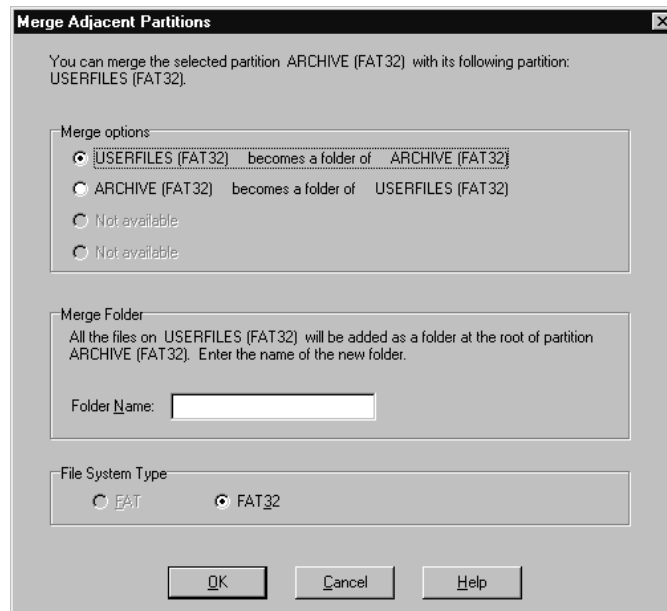 Merge Adjacent Partitions
You can merge the selected partition ARCHIVE (FAT32) with its following partition:
USERFILES (FAT32).
Merge options
USERFILES (FAT32) becomes a folder of ARCHIVE (FAT32)
ARCHIVE (FAT32) becomes a folder of USERFILES (FAT32)
Not available
Not available
Merge Folder
All the files on USERFILES (FAT32) will be added as a folder at the root of partition
ARCHIVE (FAT32). Enter the name of the new folder.
Folder Name:
File System Type
FAT FAT32
OK Cancel Help